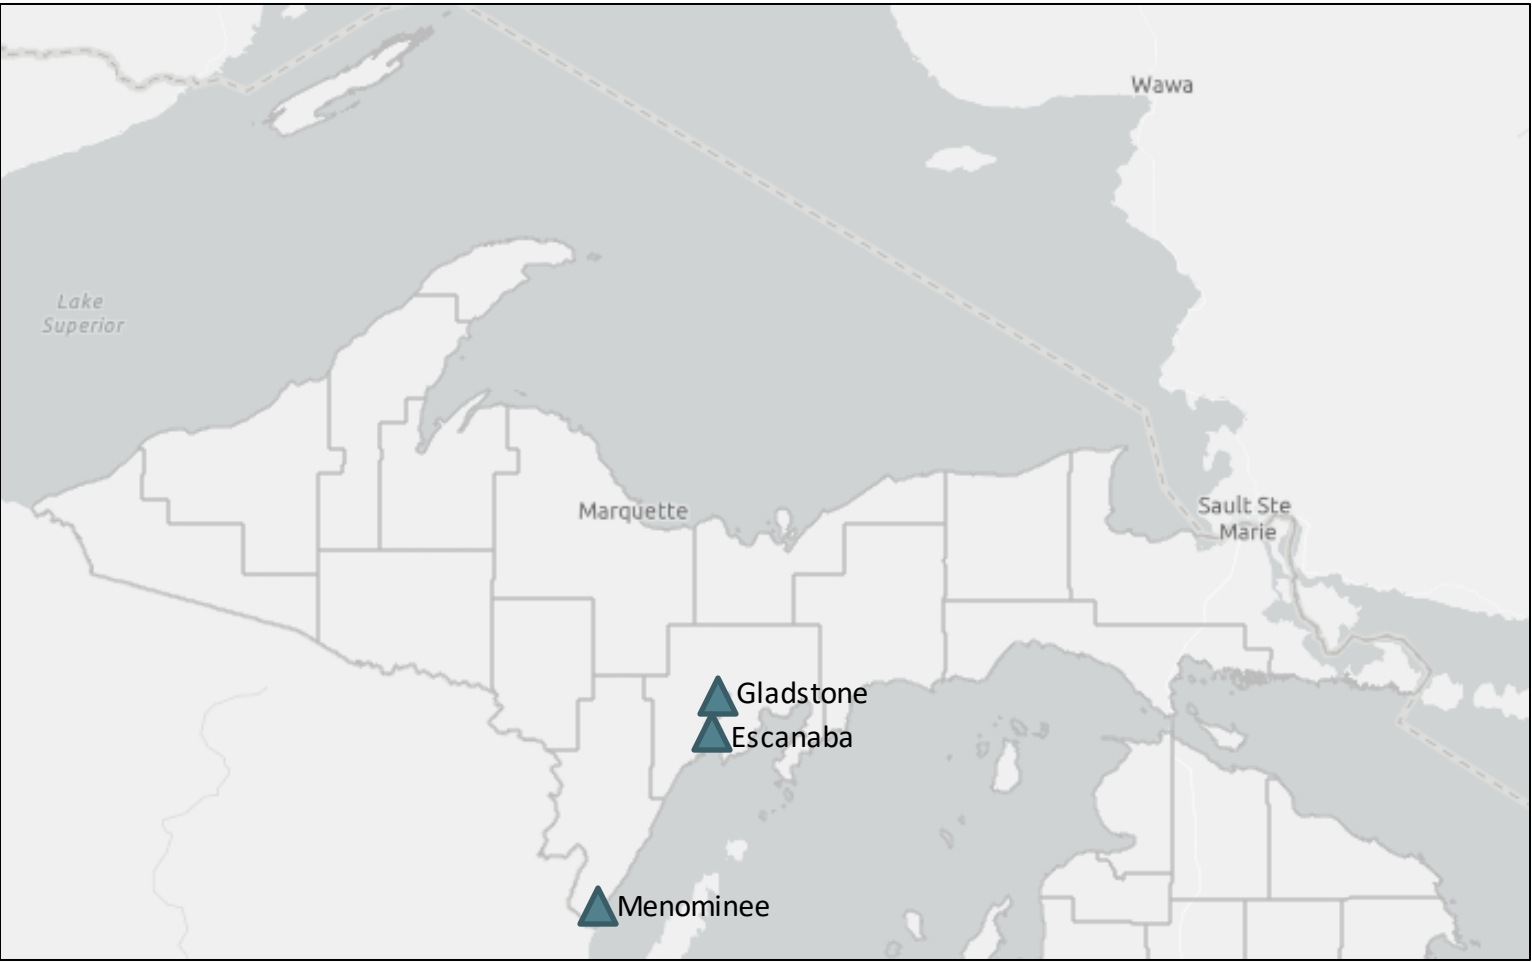 Wawa
Lake
Superior
Marquette
Sault Ste
Marie
Gladstone
Escanaba
Menominee